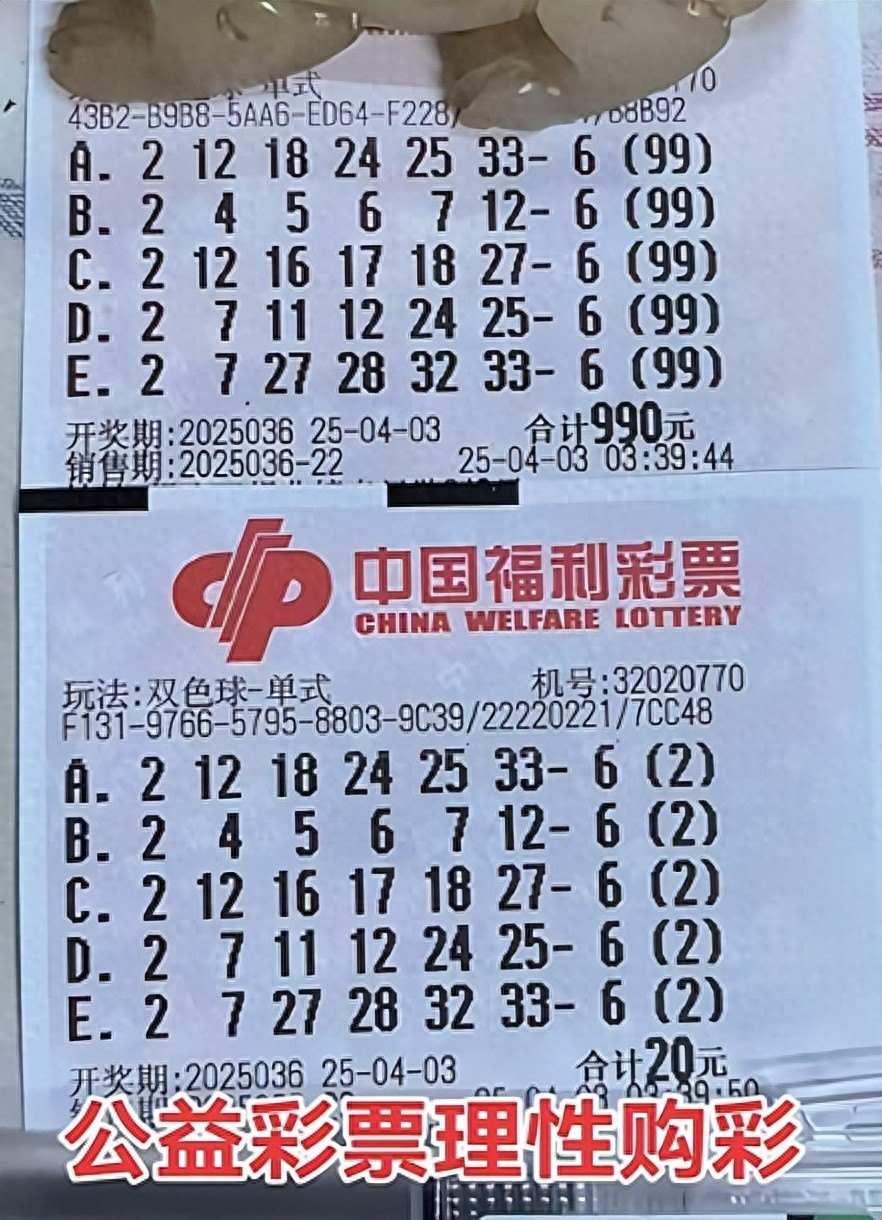 单式
43B2-B9B8-5AA6-ED64-F228/
A. 2 12 18 24 25 33- 6 (99)
B. 2 4 5 6 7 12- 6 (99)
C. 2 12 16 17 18 27- 6 (99)
D. 2 7 11 12 24 25- 6 (99)
E. 2 7 27 28 32 33- 6 (99)
开奖期:2025036 25-04-03 合计990元
销售期:2025036-22 25-04-03 03:39:44
中国福利彩票
CHINA WELFARE LOTTERY
玩法:双色球-单式 机号:32020770
F131-9766-5795-8803-9C39/22220221/7CC48
A. 2 12 18 24 25 33- 6 (2)
B. 2 4 5 6 7 12- 6 (2)
C. 2 12 16 17 18 27- 6 (2)
D. 2 7 11 12 24 25- 6 (2)
E. 2 7 27 28 32 33- 6 (2)
开奖期:2025036 25-04-03 合计20元
公益彩票理性购彩